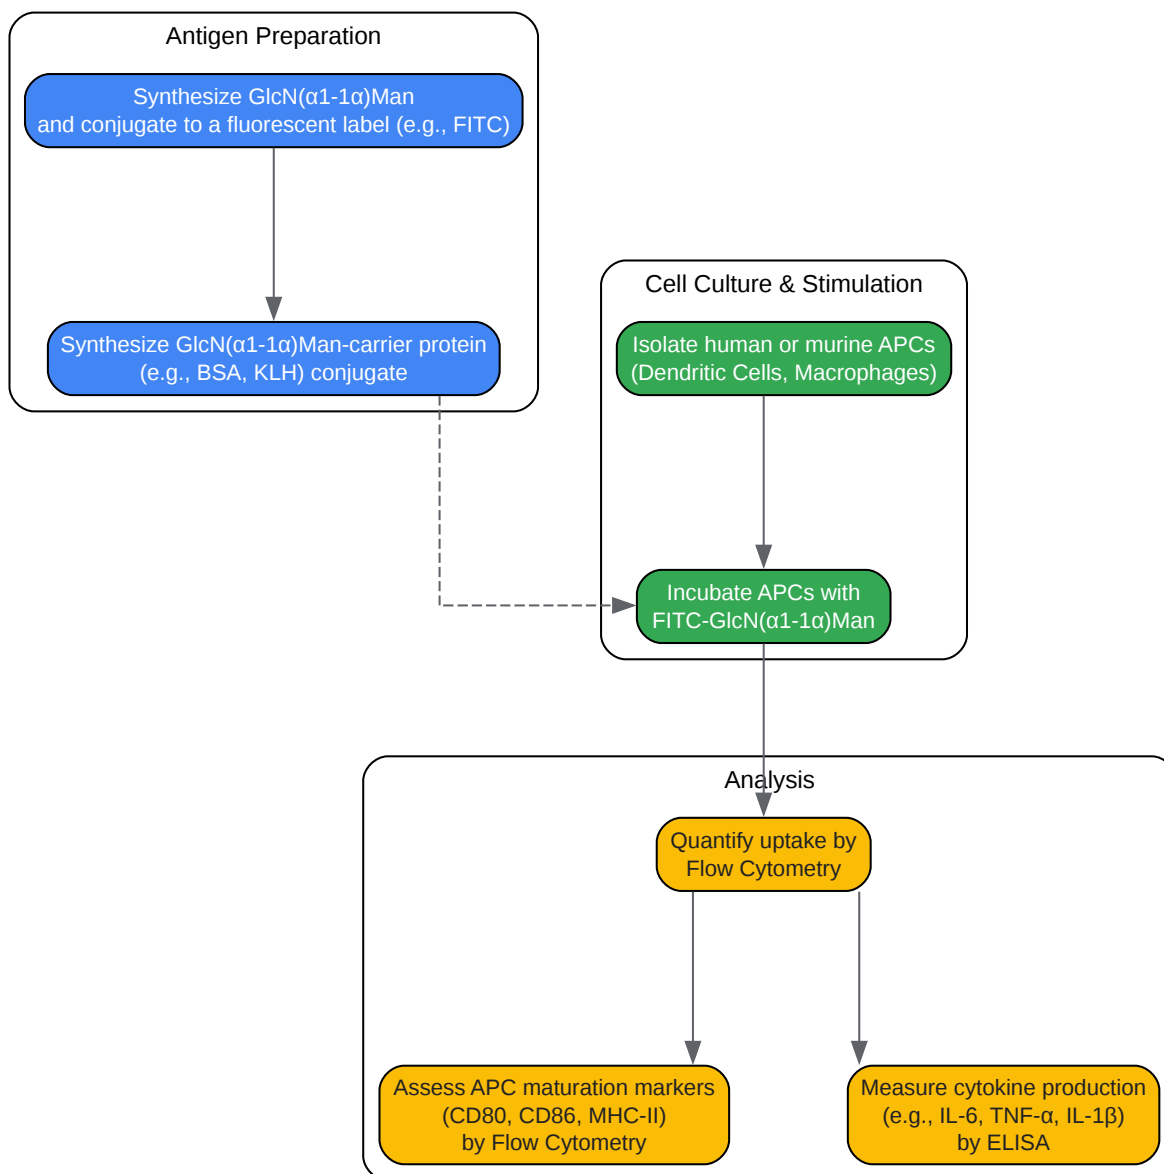 Antigen Preparation
Synthesize GlcN(α1-1α)Man
and conjugate to a fluorescent label (e.g., FITC)
Synthesize GlcN(α1-1α)Man-carrier protein
(e.g., BSA, KLH) conjugate
Cell Culture & Stimulation
Isolate human or murine APCs
(Dendritic Cells, Macrophages)
Incubate APCs with
FITC-GlcN(α1-1α)Man
Analysis
Quantify uptake by
Flow Cytometry
Assess APC maturation markers
(CD80, CD86, MHC-II)
by Flow Cytometry
Measure cytokine production
(e.g., IL-6, TNF-α, IL-1β)
by ELISA